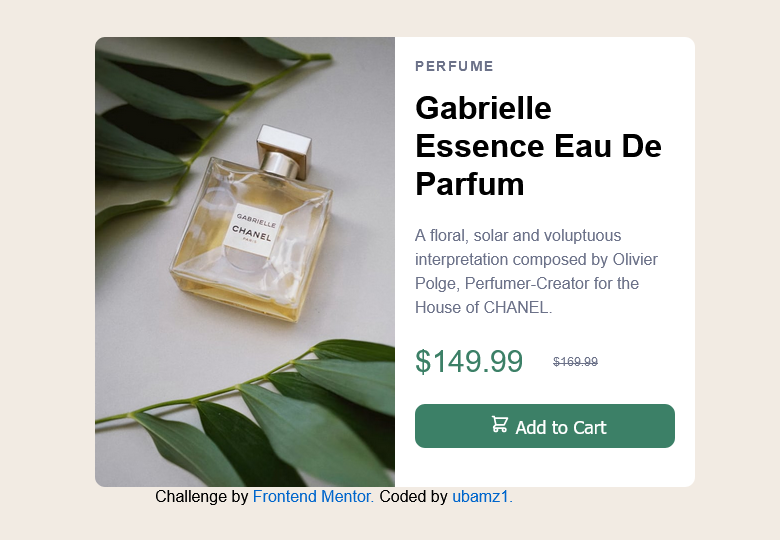 GABRIELLE
CHANEL
PARIS
PERFUME
Gabrielle
Essence Eau De
Parfum
A floral, solar and voluptuous
interpretation composed by Olivier
Polge, Perfumer-Creator for the
House of CHANEL.
$149.99 $169.99
Add to Cart
Challenge by Frontend Mentor. Coded by ubamz1.